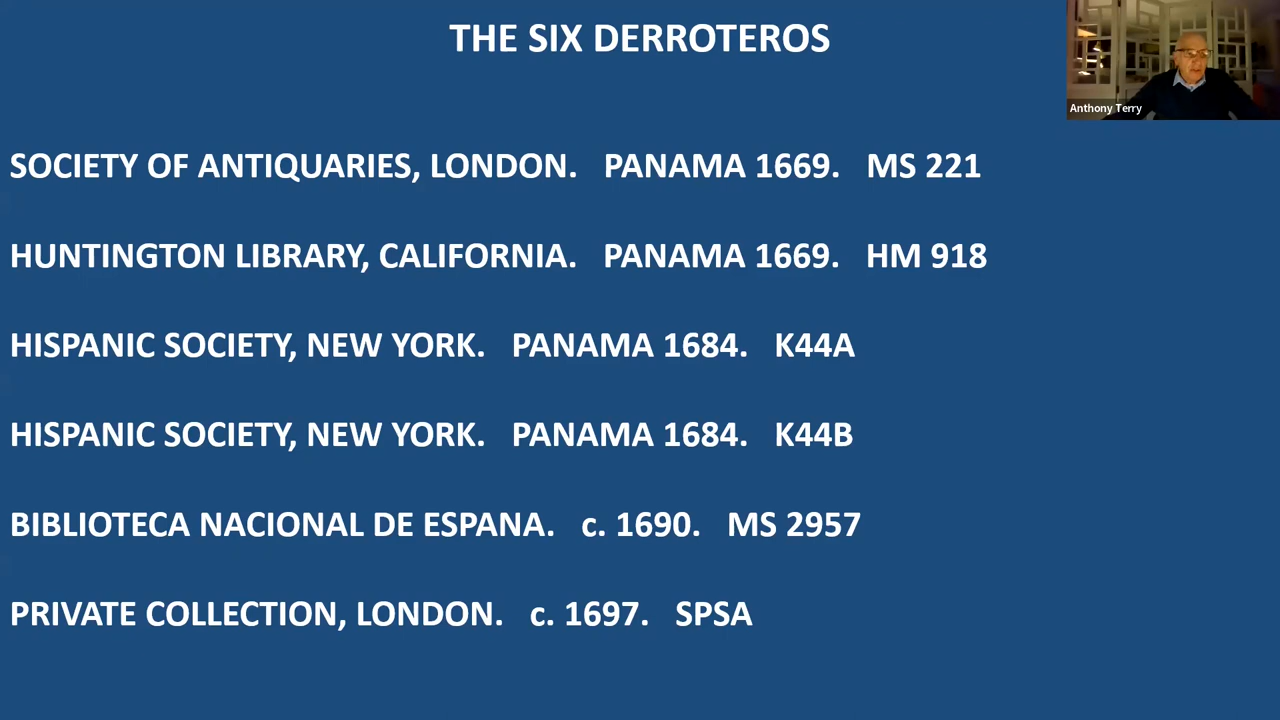 THE SIX DERROTEROS
Anthony Terry
SOCIETY OF ANTIQUARIES, LONDON. PANAMA 1669. MS 221
HUNTINGTON LIBRARY, CALIFORNIA. PANAMA 1669. HM 918
HISPANIC SOCIETY, NEW YORK. PANAMA 1684. K44A
HISPANIC SOCIETY, NEW YORK. PANAMA 1684. K44B
BIBLIOTECA NACIONAL DE ESPANA. c. 1690. MS 2957
PRIVATE COLLECTION, LONDON. c. 1697. SPSA